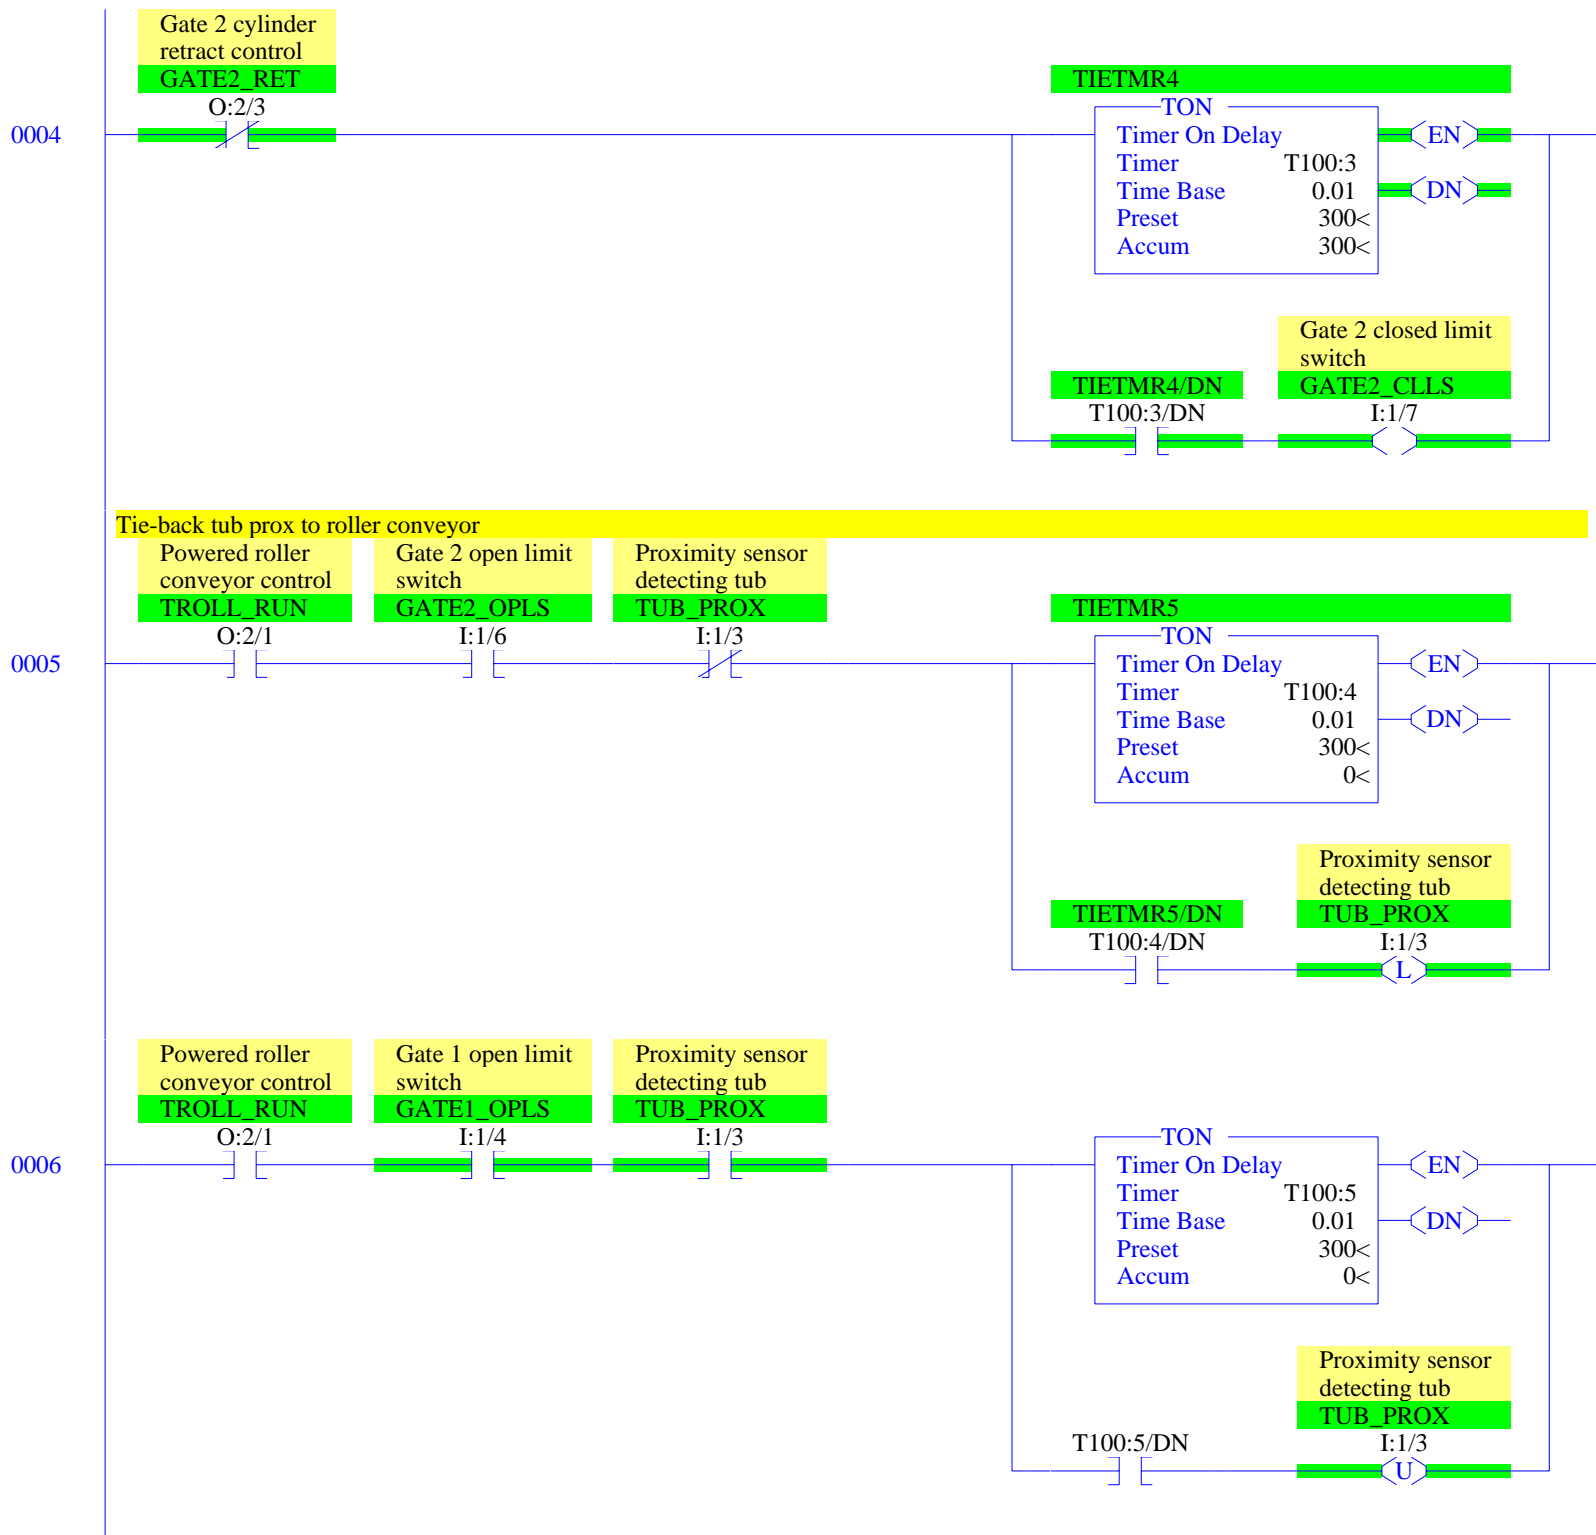 Gate 2 cylinder
retract control
GATE2_RET
O:2/3
0004
TIETMR4
TON
Timer On Delay
Timer T100:3
Time Base 0.01
Preset 300<
Accum 300<
EN
DN
TIETMR4/DN
T100:3/DN
Gate 2 closed limit
switch
GATE2_CLLS
I:1/7
Tie-back tub prox to roller conveyor
Powered roller
conveyor control
TROLL_RUN
O:2/1
Gate 2 open limit
switch
GATE2_OPLS
I:1/6
Proximity sensor
detecting tub
TUB_PROX
I:1/3
0005
TIETMR5
TON
Timer On Delay
Timer T100:4
Time Base 0.01
Preset 300<
Accum 0<
EN
DN
TIETMR5/DN
T100:4/DN
Proximity sensor
detecting tub
TUB_PROX
I:1/3
L
Powered roller
conveyor control
TROLL_RUN
O:2/1
Gate 1 open limit
switch
GATE1_OPLS
I:1/4
Proximity sensor
detecting tub
TUB_PROX
I:1/3
0006
TON
Timer On Delay
Timer T100:5
Time Base 0.01
Preset 300<
Accum 0<
EN
DN
T100:5/DN
Proximity sensor
detecting tub
TUB_PROX
I:1/3
U